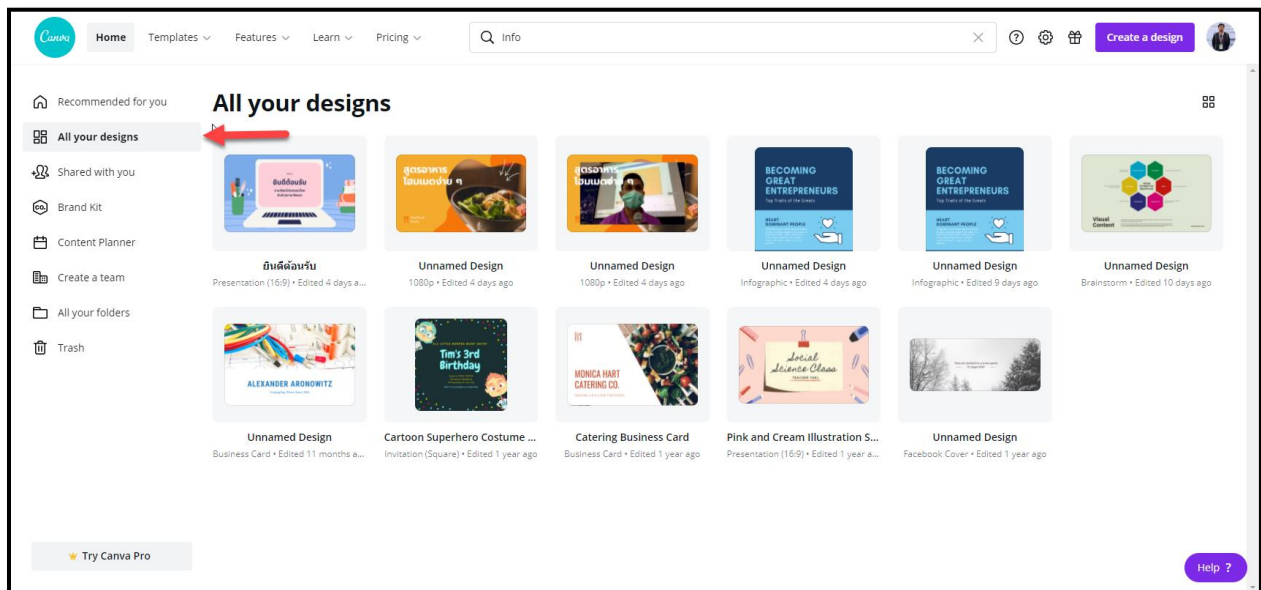 Canva
Home
Templates
Features
Learn
Pricing
Info
Create a design
Recommended for you
All your designs
Shared with you
Brand Kit
Content Planner
Create a team
All your folders
Trash
Try Canva Pro
All your designs
ยินดีต้อนรับ
สูตรอาหาร
โฮมเมดง่าย ๆ
สูตรอาหาร
BECOMING
GREAT
ENTREPRENEURS
Top Traits of the Greats
HEART
DOMINANT PEOPLE
BECOMING
GREAT
ENTREPRENEURS
Top Traits of the Greats
HEART
DOMINANT PEOPLE
Visual
Content
ยินดีต้อนรับ
Presentation (16:9) • Edited 4 days a...
Unnamed Design
1080p • Edited 4 days ago
Unnamed Design
1080p • Edited 4 days ago
Unnamed Design
Infographic • Edited 4 days ago
Unnamed Design
Infographic • Edited 9 days ago
Unnamed Design
Brainstorm • Edited 10 days ago
ALEXANDER ARONOWITZ
Tim's 3rd
Birthday
MONICA HART
CATERING CO.
Social
Science Class
Unnamed Design
Business Card • Edited 11 months a...
Cartoon Superhero Costume ...
Invitation (Square) • Edited 1 year ago
Catering Business Card
Business Card • Edited 1 year ago
Pink and Cream Illustration S...
Presentation (16:9) • Edited 1 year a...
Unnamed Design
Facebook Cover • Edited 1 year ago
Help ?